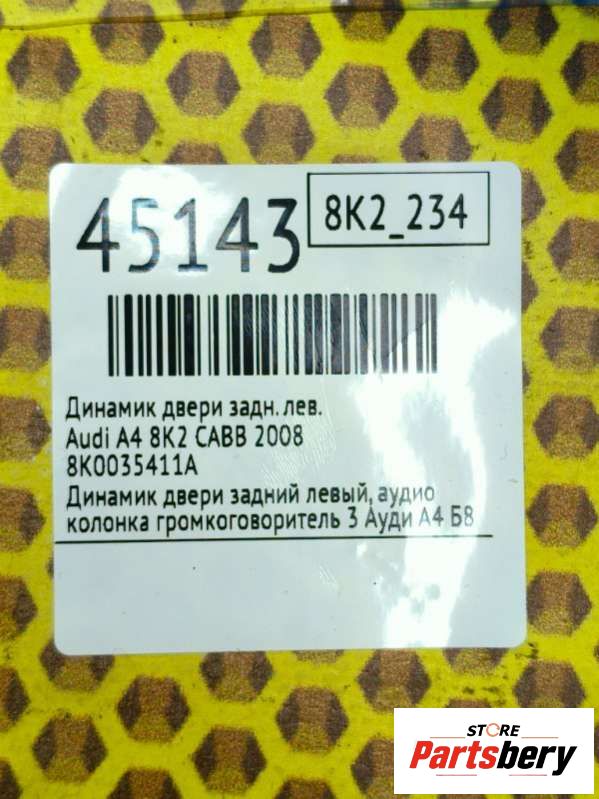 45143
8K2_234
Динамик двери задн. лев.
Audi A4 8K2 CABB 2008
8K0035411A
Динамик двери задний левый, аудио
колонка громкоговоритель 3 Ауди А4 Б8
STORE
Partsbery